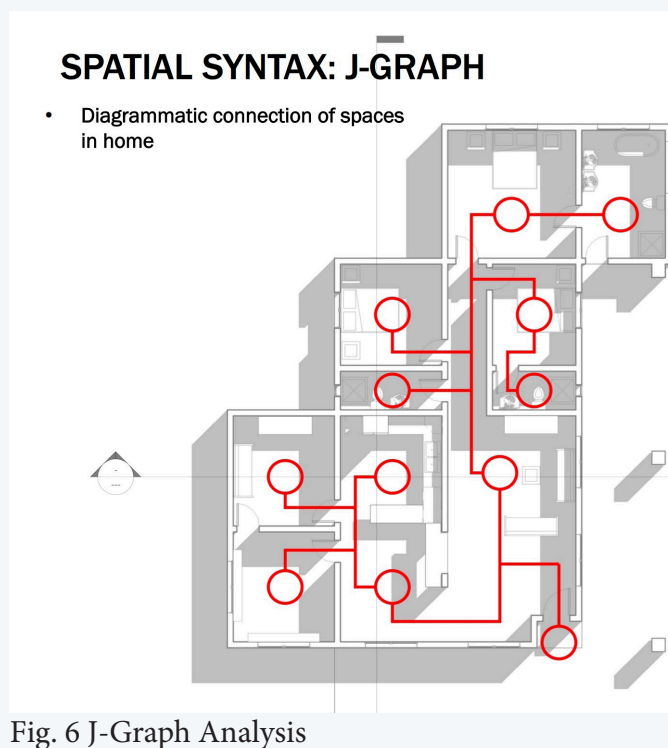 SPATIAL SYNTAX: J-GRAPH
• Diagrammatic connection of spaces
in home
Fig. 6 J-Graph Analysis